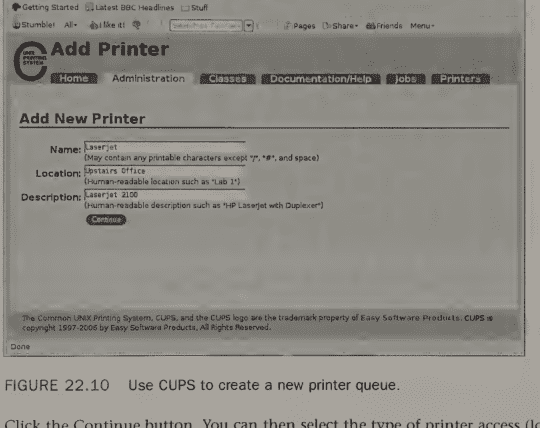 Getting Started Latest BBC Headlines Stuff
Stumble! All I like it! Pages Share Friends Menu
UNIX
PRINTING
SYSTEM
Add Printer
Home Administration Classes Documentation/Help Jobs Printers
Add New Printer
Name: Laserjet
(May contain any printable characters except "/", "#", and space)
Location: Upstairs Office
(Human-readable location such as "Lab 1")
Description: Laserjet 2100
(Human-readable description such as "HP LaserJet with Duplexer")
Continue
The Common UNIX Printing System, CUPS, and the CUPS logo are the trademark property of Easy Software Products. CUPS is
copyright 1997-2006 by Easy Software Products, All Rights Reserved.
Done
FIGURE 22.10 Use CUPS to create a new printer queue.
Click the Continue button. You can then select the type of printer access (lo